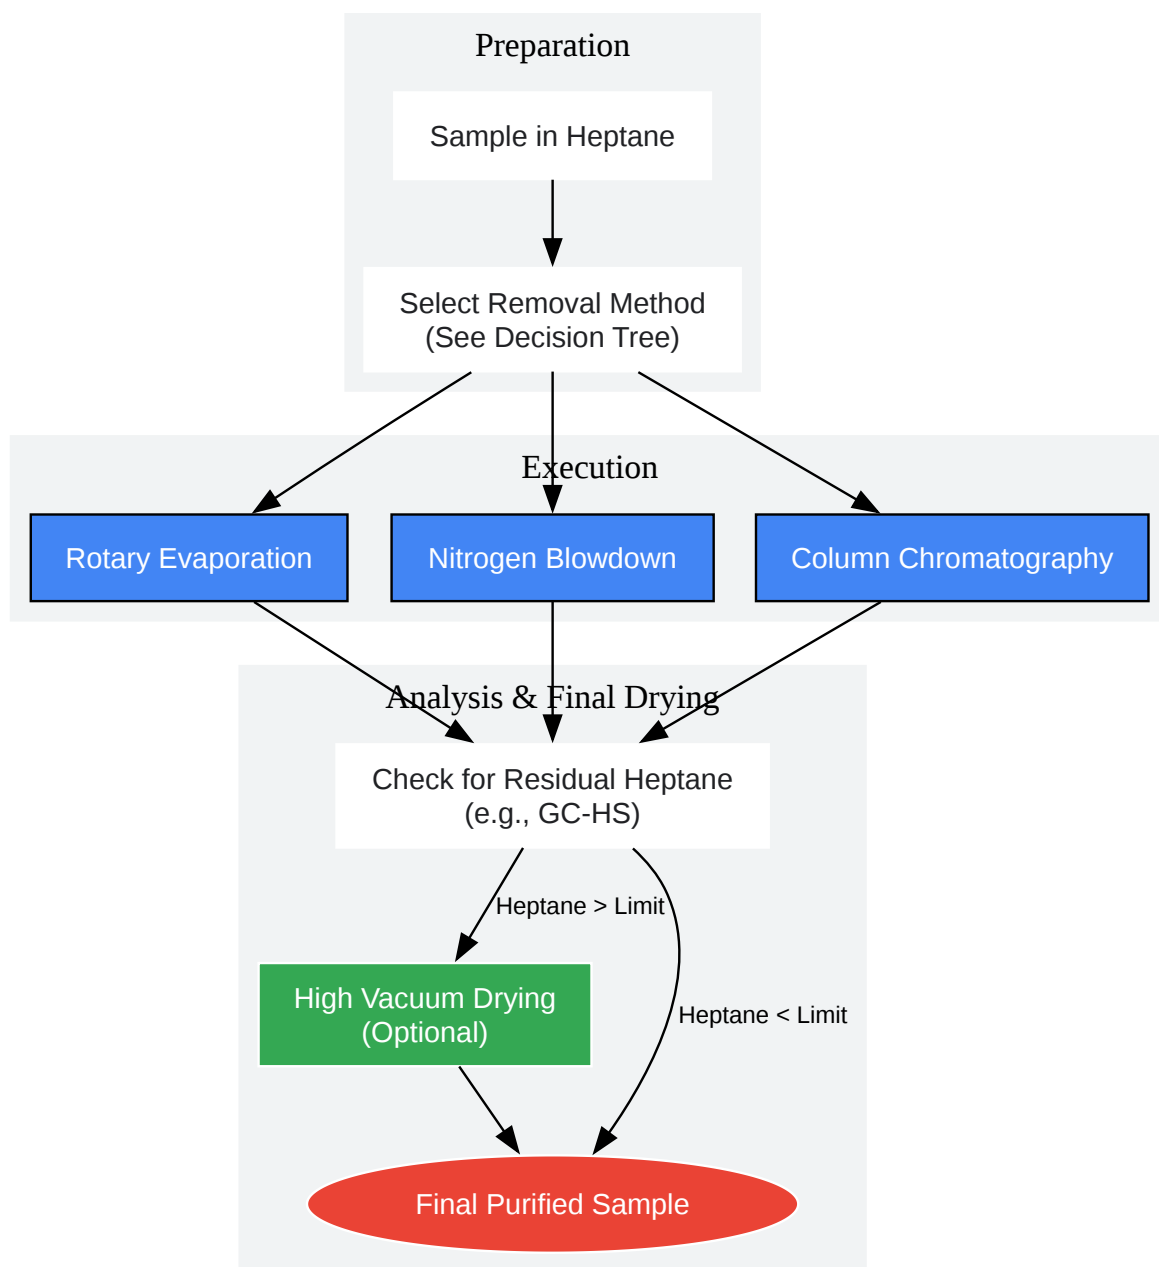 Preparation
Sample in Heptane
Select Removal Method
(See Decision Tree)
Execution
Rotary Evaporation
Nitrogen Blowdown
Column Chromatography
Analysis & Final Drying
Check for Residual Heptane
(e.g., GC-HS)
Heptane > Limit
High Vacuum Drying
(Optional)
Heptane < Limit
Final Purified Sample